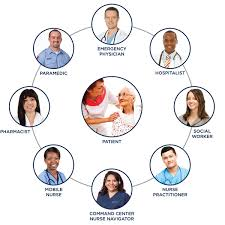 EMERGENCY
PHYSICIAN
PARAMEDIC
HOSPITALIST
PHARMACIST
SOCIAL
WORKER
PATIENT
MOBILE
NURSE
NURSE
PRACTITIONER
COMMAND CENTER
NURSE NAVIGATOR